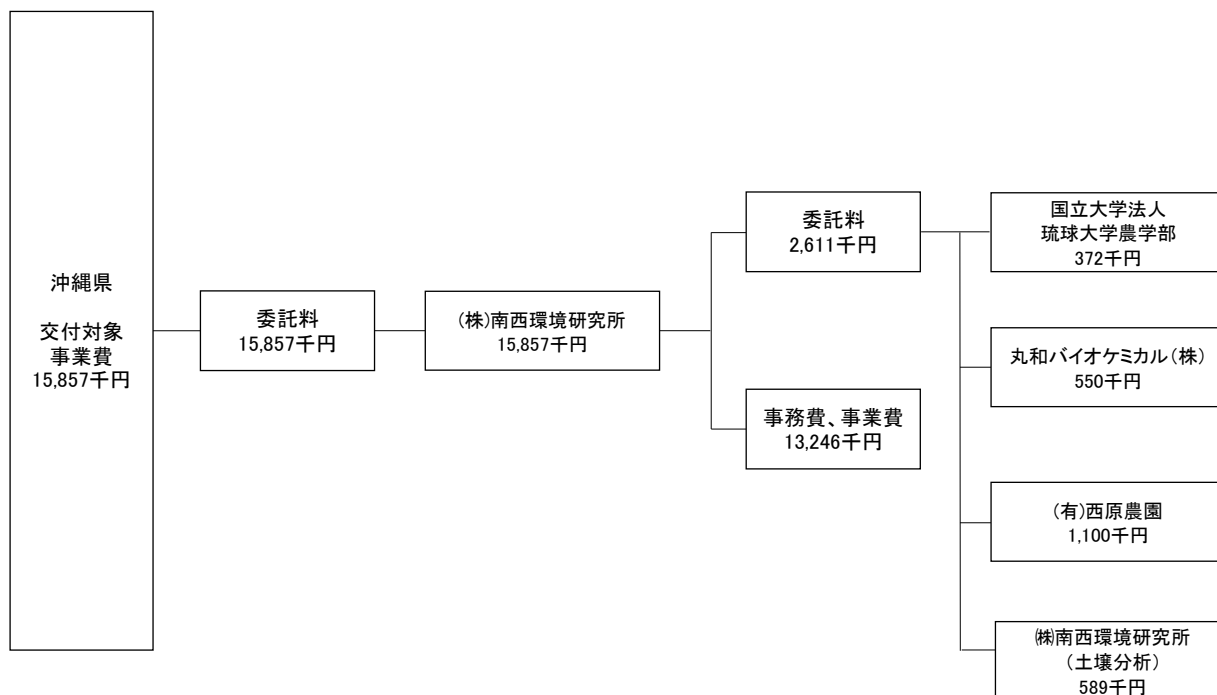 沖縄県
交付対象
事業費
15,857千円
委託料
15,857千円
(株)南西環境研究所
15,857千円
委託料
2,611千円
事務費、事業費
13,246千円
国立大学法人
琉球大学農学部
372千円
丸和バイオケミカル(株)
550千円
(有)西原農園
1,100千円
㈱南西環境研究所
(土壌分析)
589千円